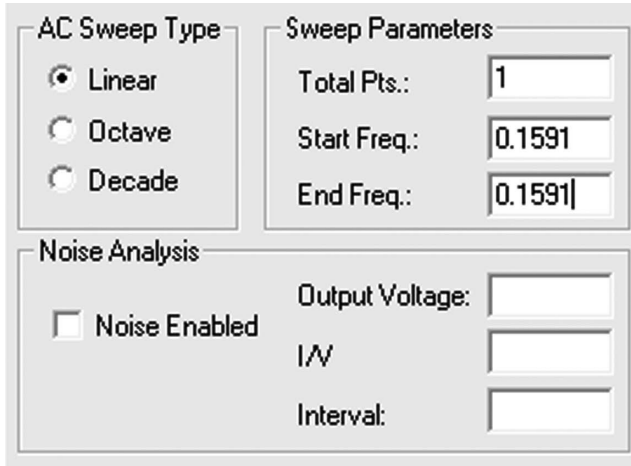 AC Sweep Type
Linear
Octave
Decade
Sweep Parameters
Total Pts.: 1
Start Freq.: 0.1591
End Freq.: 0.1591
Noise Analysis
Noise Enabled
Output Voltage:
I/V
Interval: